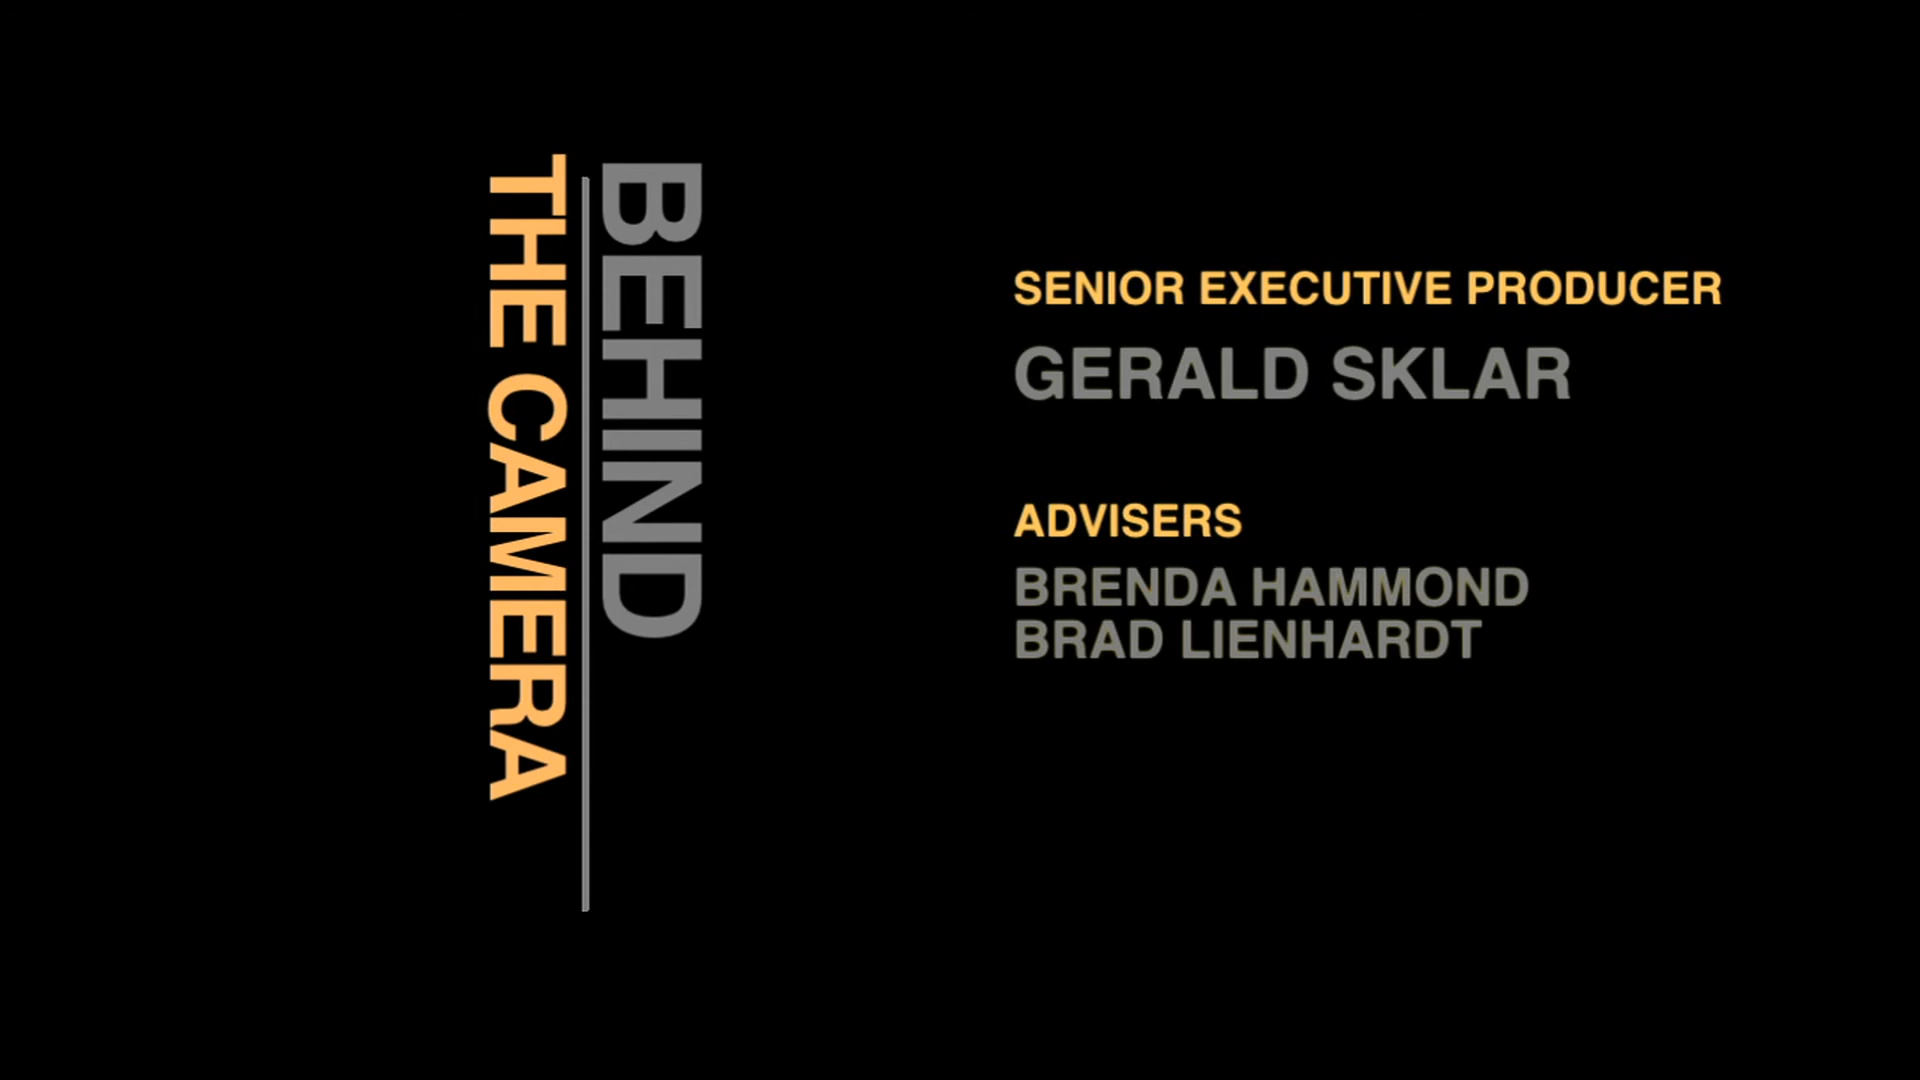 BEHIND
THE CAMERA
SENIOR EXECUTIVE PRODUCER
GERALD SKLAR
ADVISERS
BRENDA HAMMOND
BRAD LIENHARDT